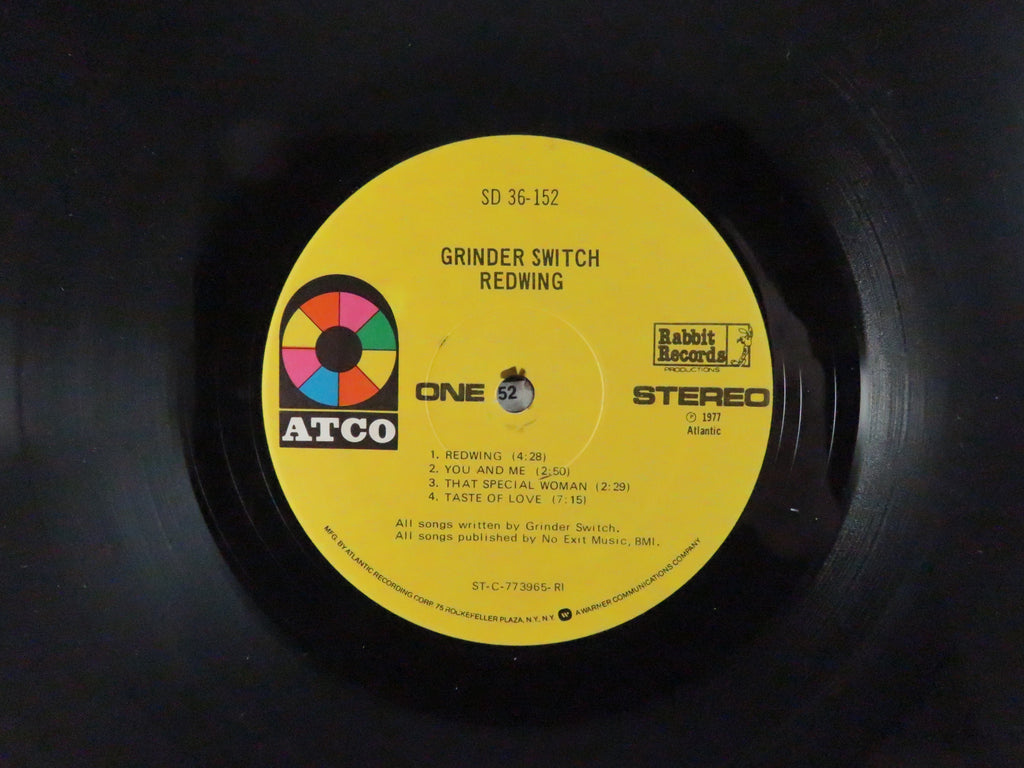 SD 36-152
GRINDER SWITCH
REDWING
ATCO
ONE
52
Rabbit
Records
PRODUCTIONS
STEREO
Ⓟ 1977
Atlantic
1. REDWING (4:28)
2. YOU AND ME (2:50)
3. THAT SPECIAL WOMAN (2:29)
4. TASTE OF LOVE (7:15)
All songs written by Grinder Switch.
All songs published by No Exit Music, BMI.
ST-C-773965-RI
MFG. BY ATLANTIC RECORDING CORP. 75 ROCKEFELLER PLAZA, N.Y., N.Y. W A WARNER COMMUNICATIONS COMPANY